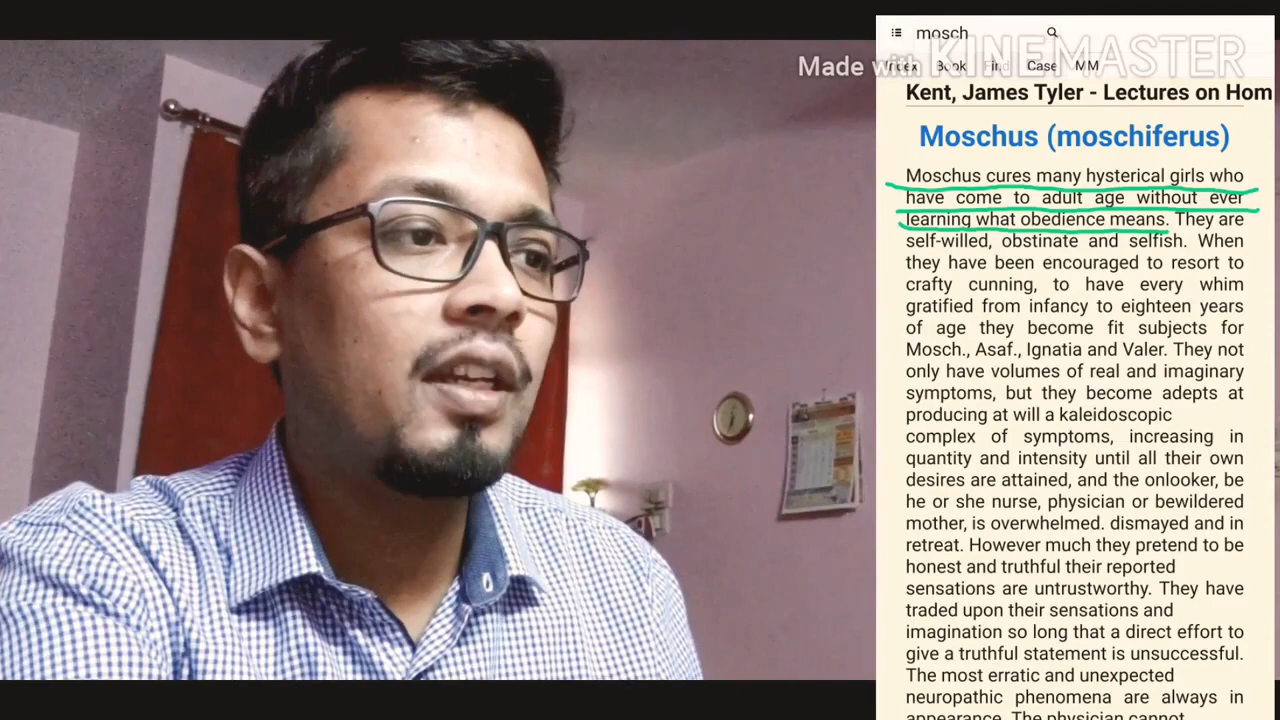 mosch
Made with KINEMASTER
Index Book Find Case MM
Kent, James Tyler - Lectures on Hom
Moschus (moschiferus)
Moschus cures many hysterical girls who
have come to adult age without ever
learning what obedience means. They are
self-willed, obstinate and selfish. When
they have been encouraged to resort to
crafty cunning, to have every whim
gratified from infancy to eighteen years
of age they become fit subjects for
Mosch., Asaf., Ignatia and Valer. They not
only have volumes of real and imaginary
symptoms, but they become adepts at
producing at will a kaleidoscopic
complex of symptoms, increasing in
quantity and intensity until all their own
desires are attained, and the onlooker, be
he or she nurse, physician or bewildered
mother, is overwhelmed. dismayed and in
retreat. However much they pretend to be
honest and truthful their reported
sensations are untrustworthy. They have
traded upon their sensations and
imagination so long that a direct effort to
give a truthful statement is unsuccessful.
The most erratic and unexpected
neuropathic phenomena are always in
appearance. The physician cannot